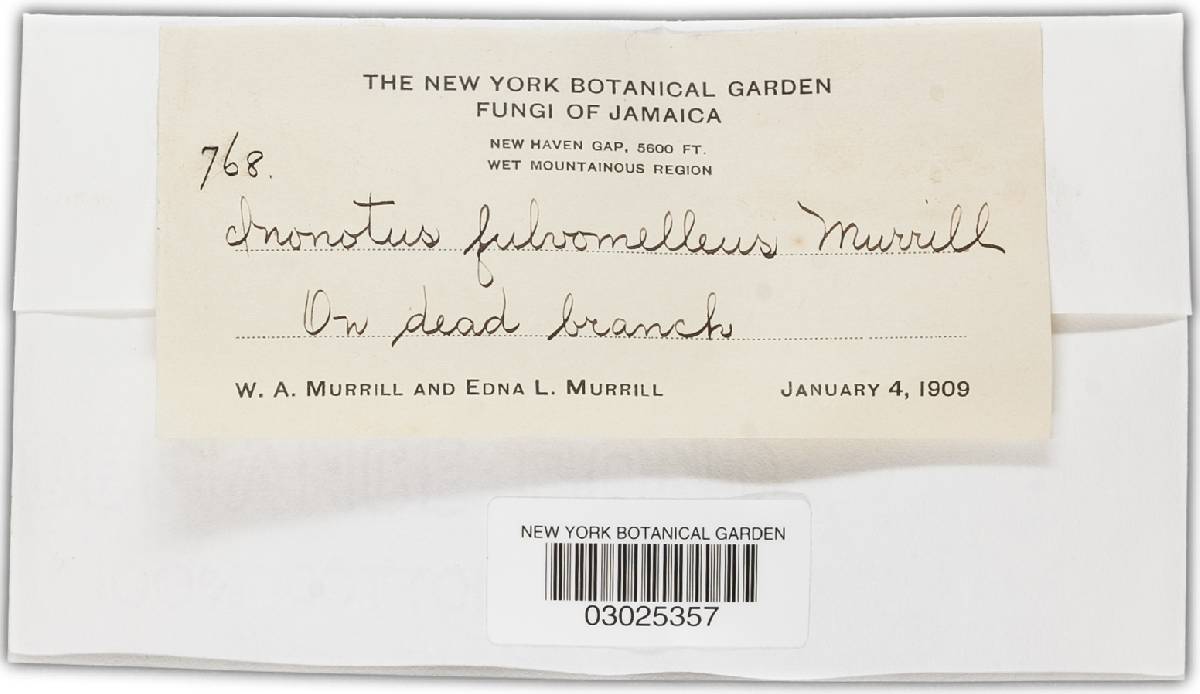 THE NEW YORK BOTANICAL GARDEN
FUNGI OF JAMAICA
NEW HAVEN GAP, 5600 FT.
WET MOUNTAINOUS REGION
768.
Inonotus fulvomelleus Murrill
On dead branch
W. A. MURRILL AND EDNA L. MURRILL JANUARY 4, 1909
NEW YORK BOTANICAL GARDEN
03025357